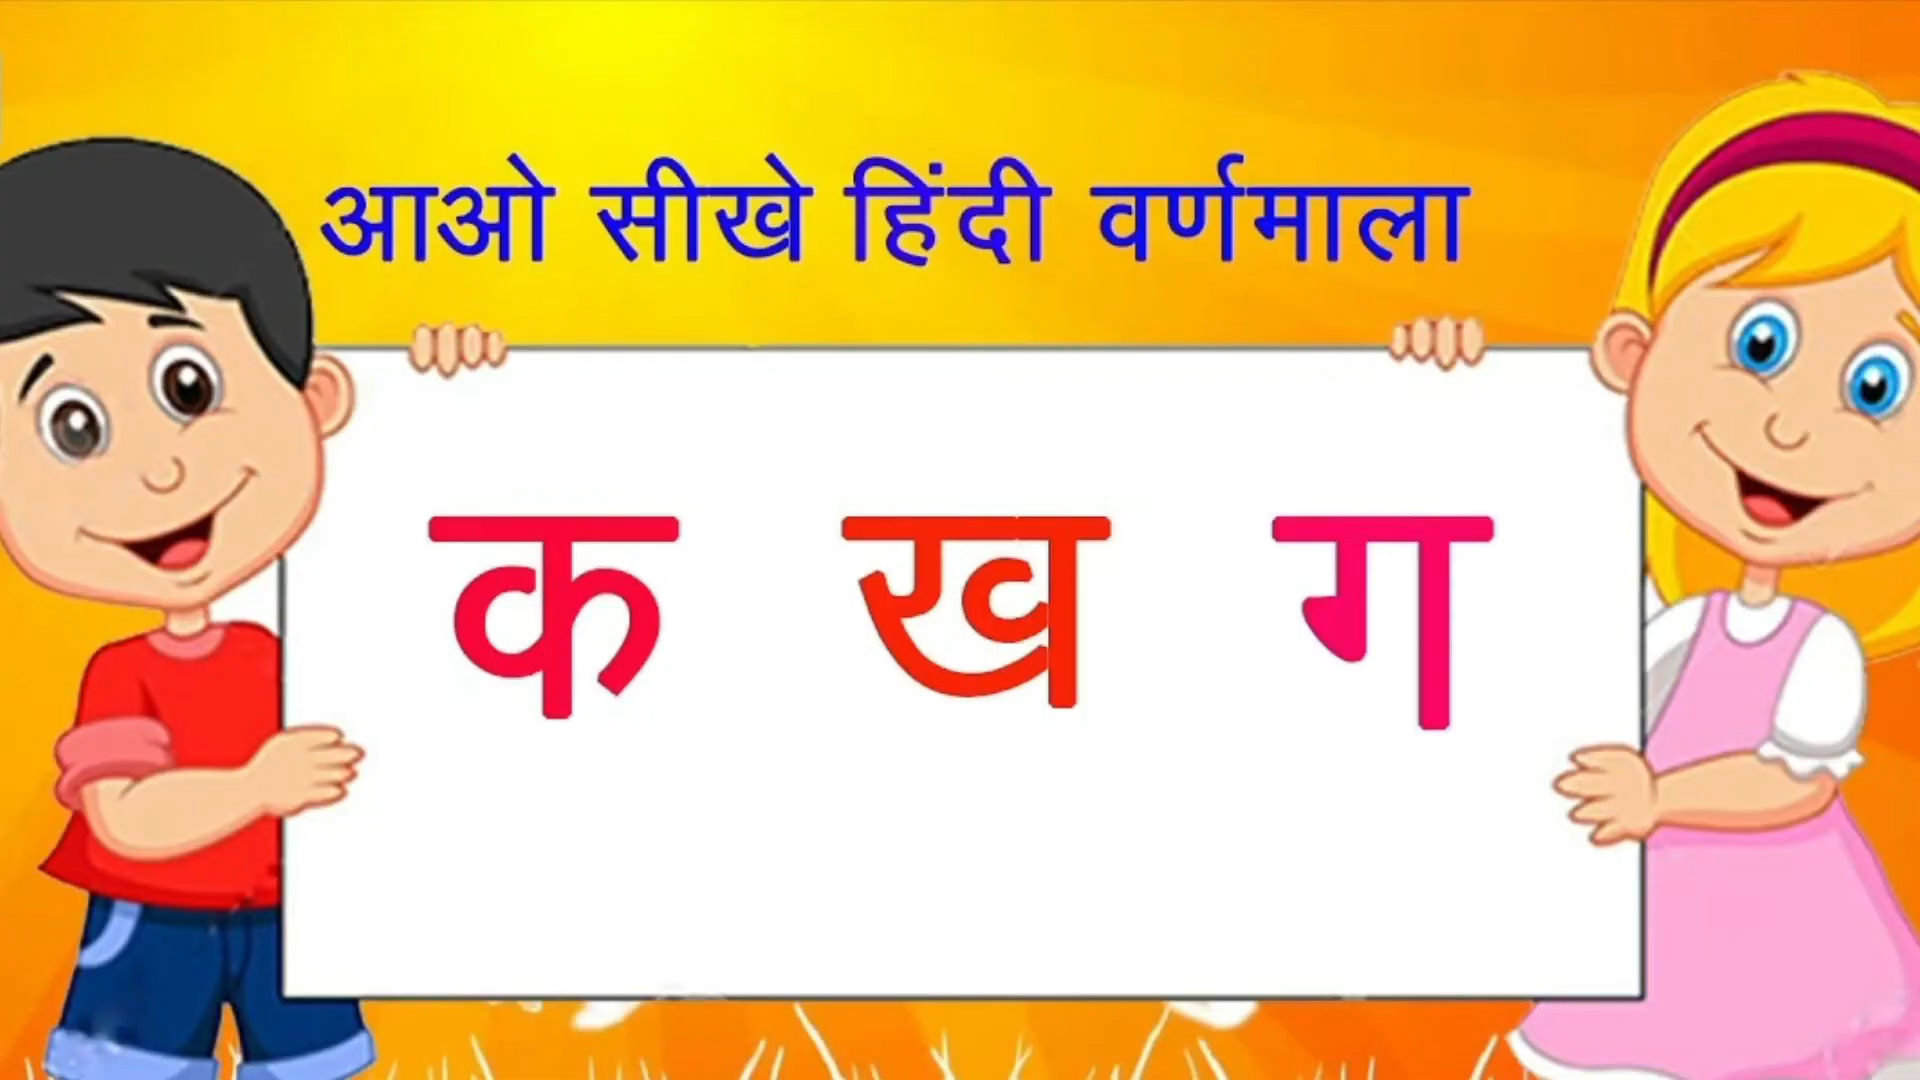 आओ सीखे हिंदी वर्णमाला
क ख ग